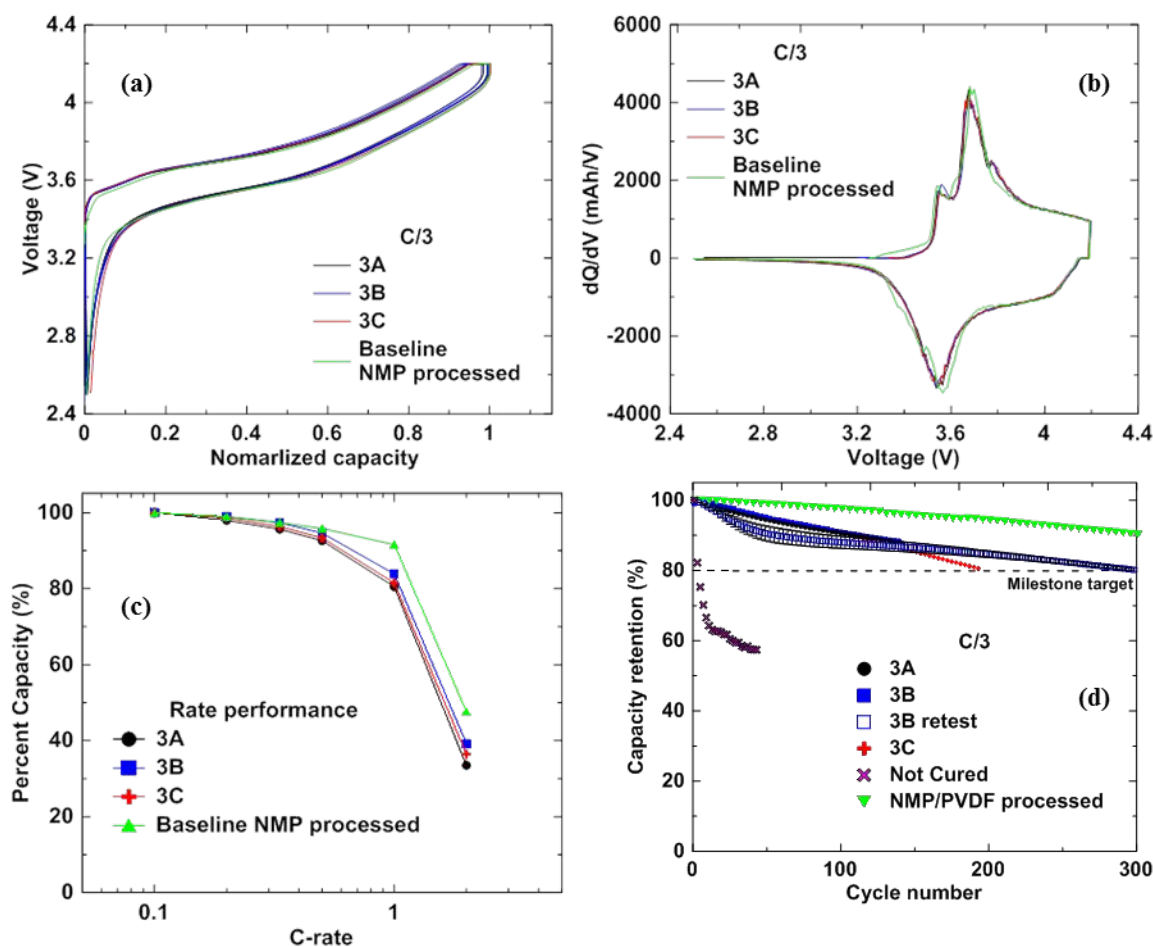 4.4
4
3.6
3.2
2.8
2.4
Voltage (V)
(a)
C/3
3A
3B
3C
Baseline
NMP processed
0
0.2
0.4
0.6
0.8
1
Nomarlized capacity
6000
4000
2000
0
-2000
-4000
dQ/dV (mAh/V)
C/3
3A
3B
3C
Baseline
NMP processed
(b)
2.4
2.8
3.2
3.6
4
4.4
Voltage (V)
100
80
60
40
20
0
Percent Capacity (%)
(c)
Rate performance
3A
3B
3C
Baseline NMP processed
0.1
1
C-rate
100
80
60
40
20
0
Capacity retention (%)
Milestone target
C/3
3A
3B
3B retest
3C
Not Cured
NMP/PVDF processed
(d)
0
100
200
300
Cycle number